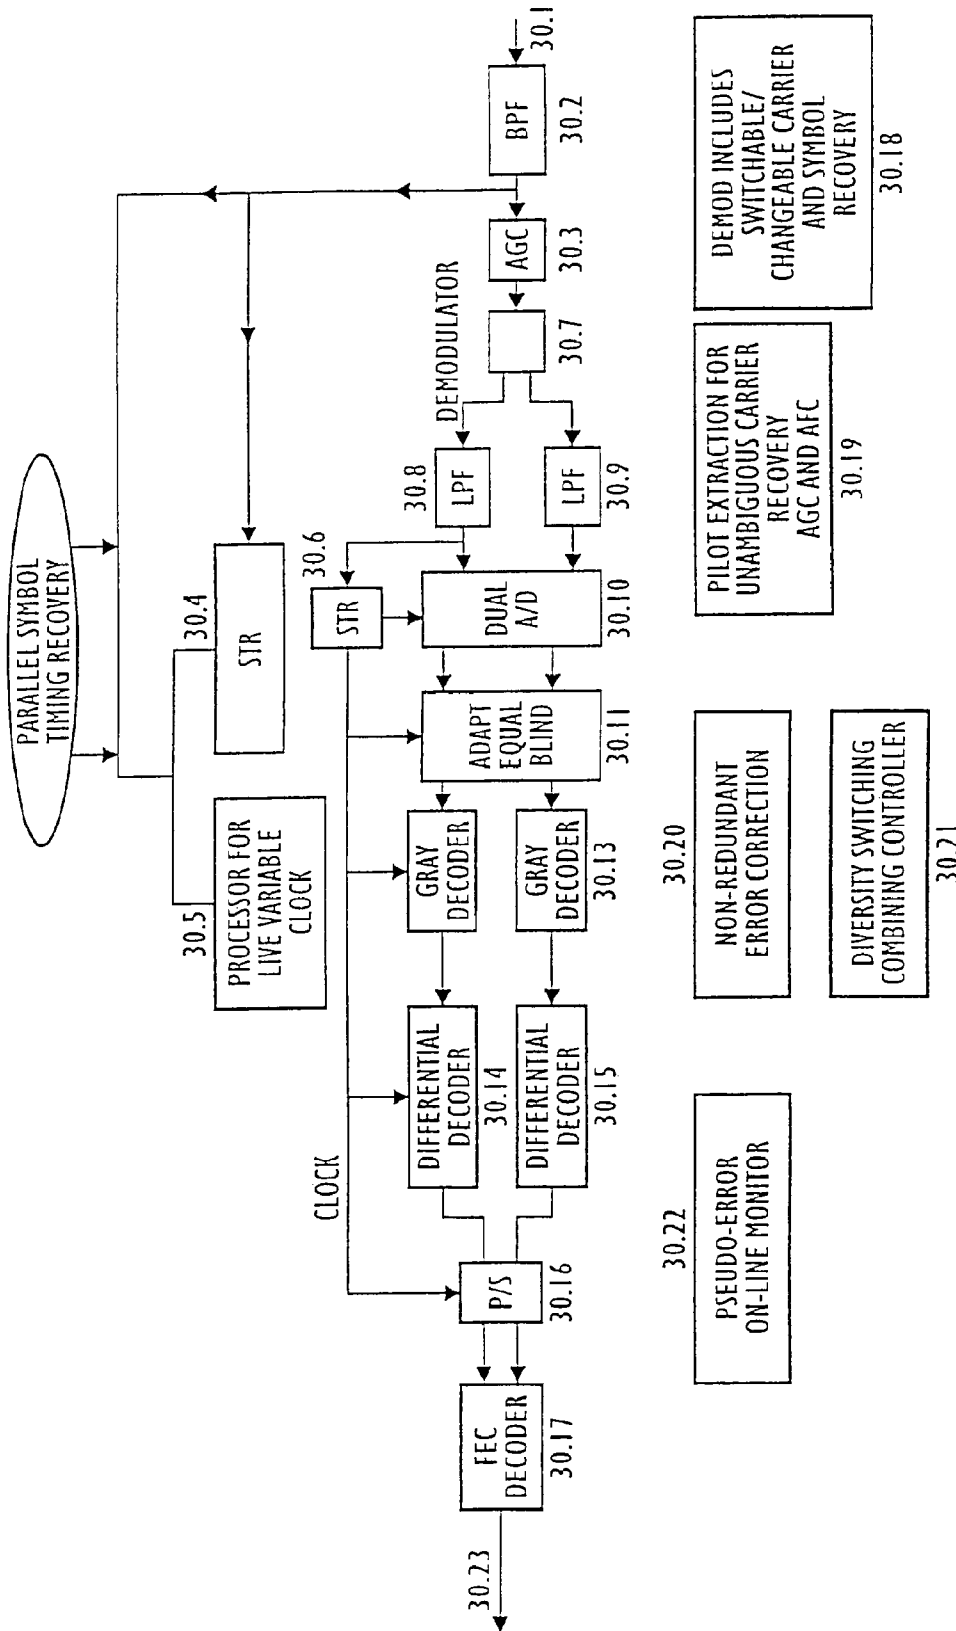 PARALLEL SYMBOL
TIMING RECOVERY
30.5
PROCESSOR FOR
LIVE VARIABLE
CLOCK
30.4
STR
CLOCK
30.6
STR
30.8
LPF
DEMODULATOR
30.23
FEC
DECODER
30.17
P/S
30.16
DIFFERENTIAL
DECODER
30.14
DIFFERENTIAL
DECODER
30.15
GRAY
DECODER
GRAY
DECODER
30.13
ADAPT
EQUAL
BLIND
30.11
DUAL
A/D
30.10
LPF
30.9
30.7
AGC
30.3
BPF
30.2
30.1
30.22
PSEUDO-ERROR
ON-LINE MONITOR
30.20
NON-REDUNDANT
ERROR CORRECTION
DIVERSITY SWITCHING
COMBINING CONTROLLER
30.21
PILOT EXTRACTION FOR
UNAMBIGUOUS CARRIER
RECOVERY
AGC AND AFC
30.19
DEMOD INCLUDES
SWITCHABLE/
CHANGEABLE CARRIER
AND SYMBOL
RECOVERY
30.18